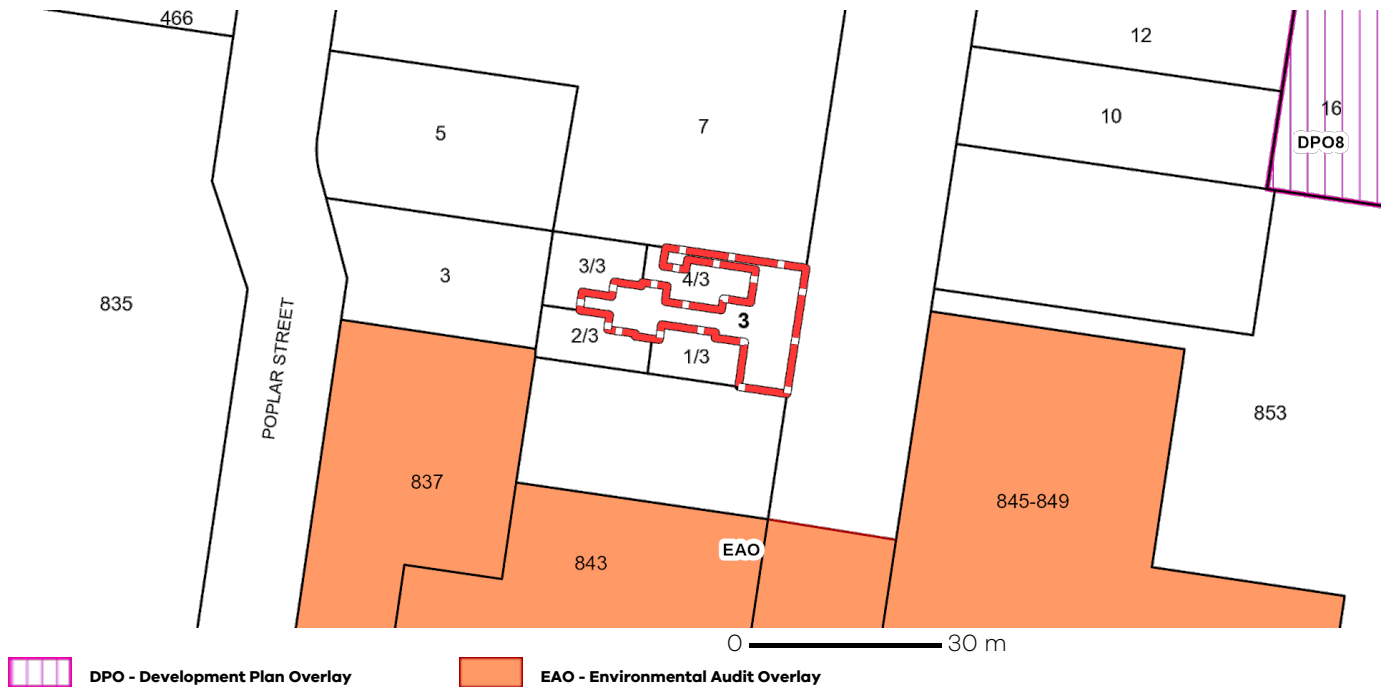 466
12
16
10
7
5
DPO8
3/3
3
4/3
835
3
2/3
1/3
POPLAR STREET
853
837
845-849
EAO
843
0 30 m
DPO - Development Plan Overlay
EAO - Environmental Audit Overlay